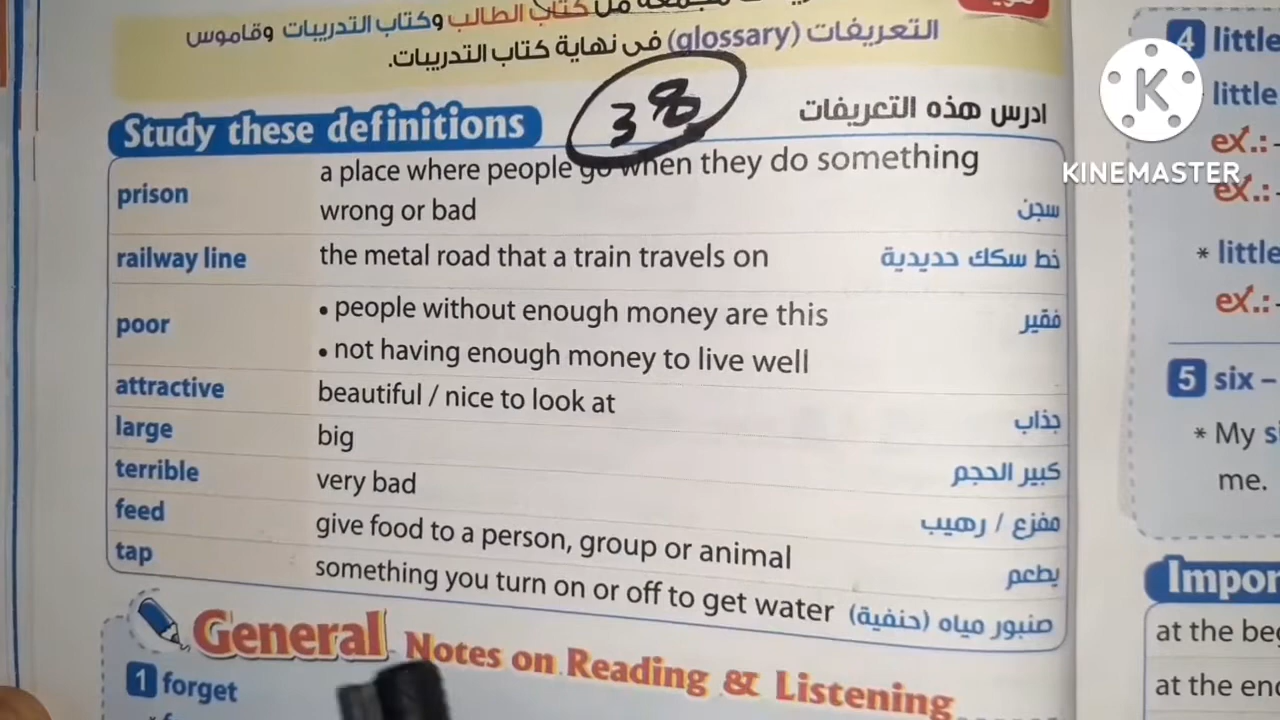 من كتاب الطالب وكتاب التدريبات وقاموس
التعريفات (glossary) فى نهاية كتاب التدريبات.
38
Study these definitions
ادرس هذه التعريفات
prison a place where people go when they do something
wrong or bad سجن
railway line the metal road that a train travels on خط سكك حديدية
poor • people without enough money are this فقير
• not having enough money to live well
attractive beautiful / nice to look at جذاب
large big كبير الحجم
terrible very bad مفزع / رهيب
feed give food to a person, group or animal يطعم
tap something you turn on or off to get water صنبور مياه (حنفية)
General Notes on Reading & Listening
1 forget
4 little
little
ex.:
ex.:
* little
ex.:
5 six –
* My
me.
at the
at the
K
KINEMASTER